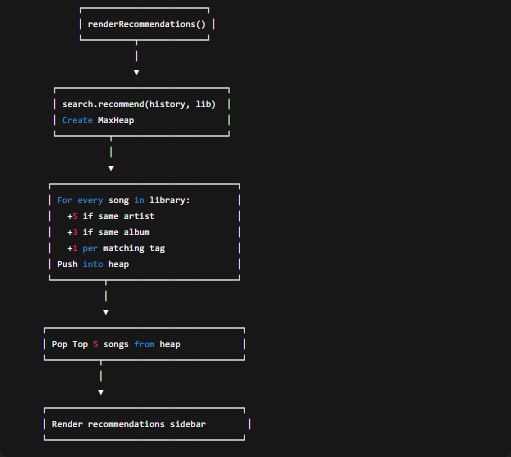 renderRecommendations()
search.recommend(history, lib)
Create MaxHeap
For every song in library:
+5 if same artist
+3 if same album
+1 per matching tag
Push into heap
Pop Top 5 songs from heap
Render recommendations sidebar